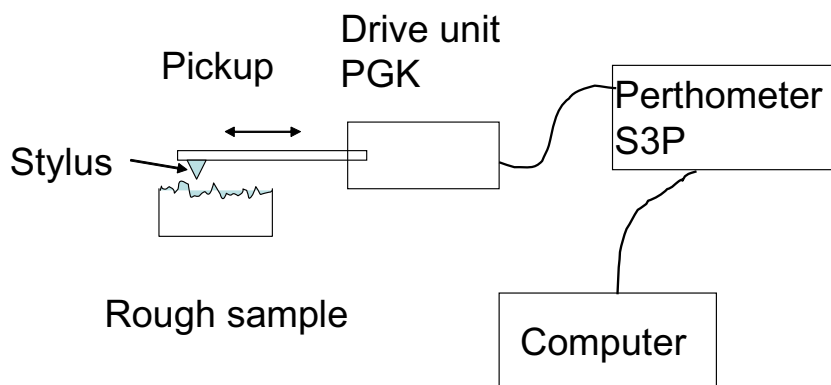 Drive unit
PGK
Pickup
Perthometer
S3P
Stylus
Rough sample
Computer